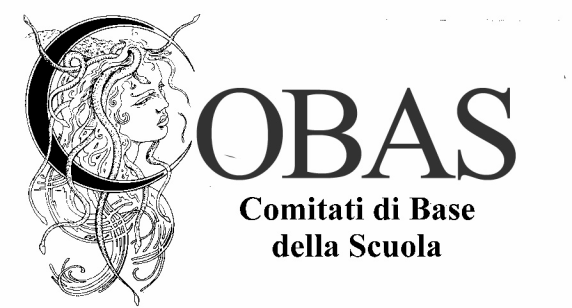 COBAS
Comitati di Base
della Scuola